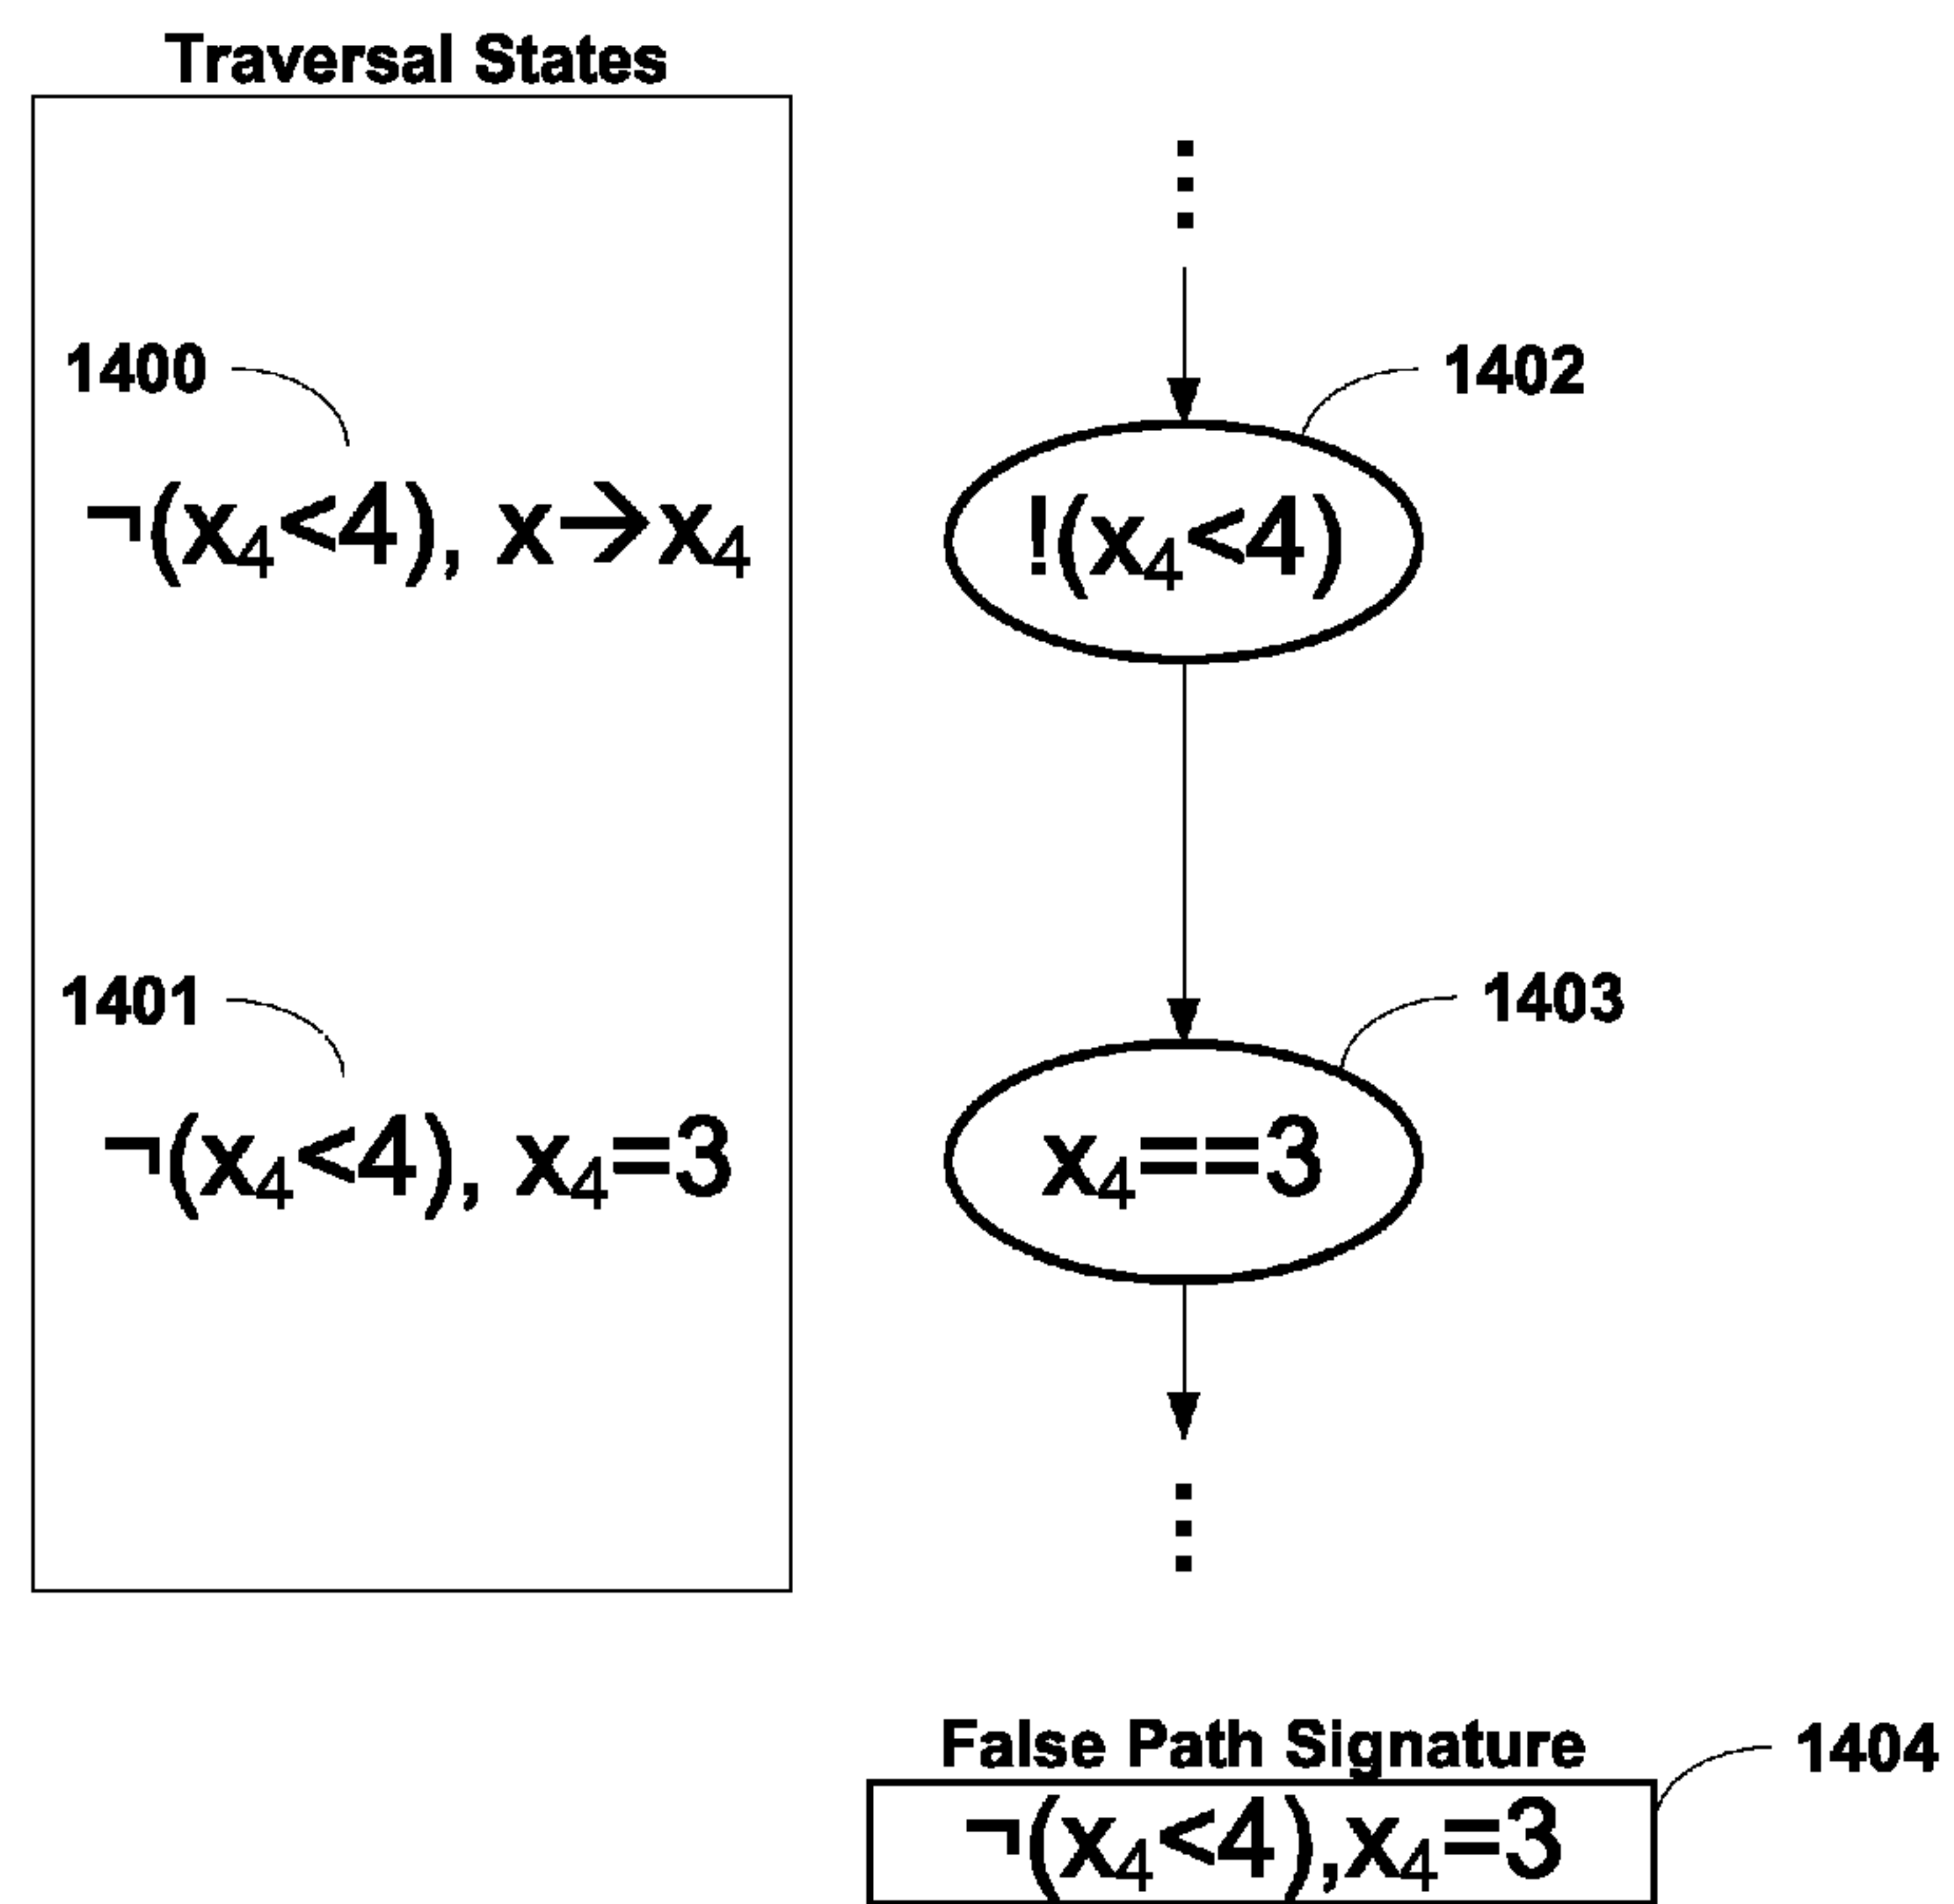 Traversal States
1400
1402
¬(x₄<4), x→x₄
!(x₄<4)
1401
1403
¬(x₄<4), x₄=3
x₄==3
False Path Signature
1404
¬(x₄<4),x₄=3